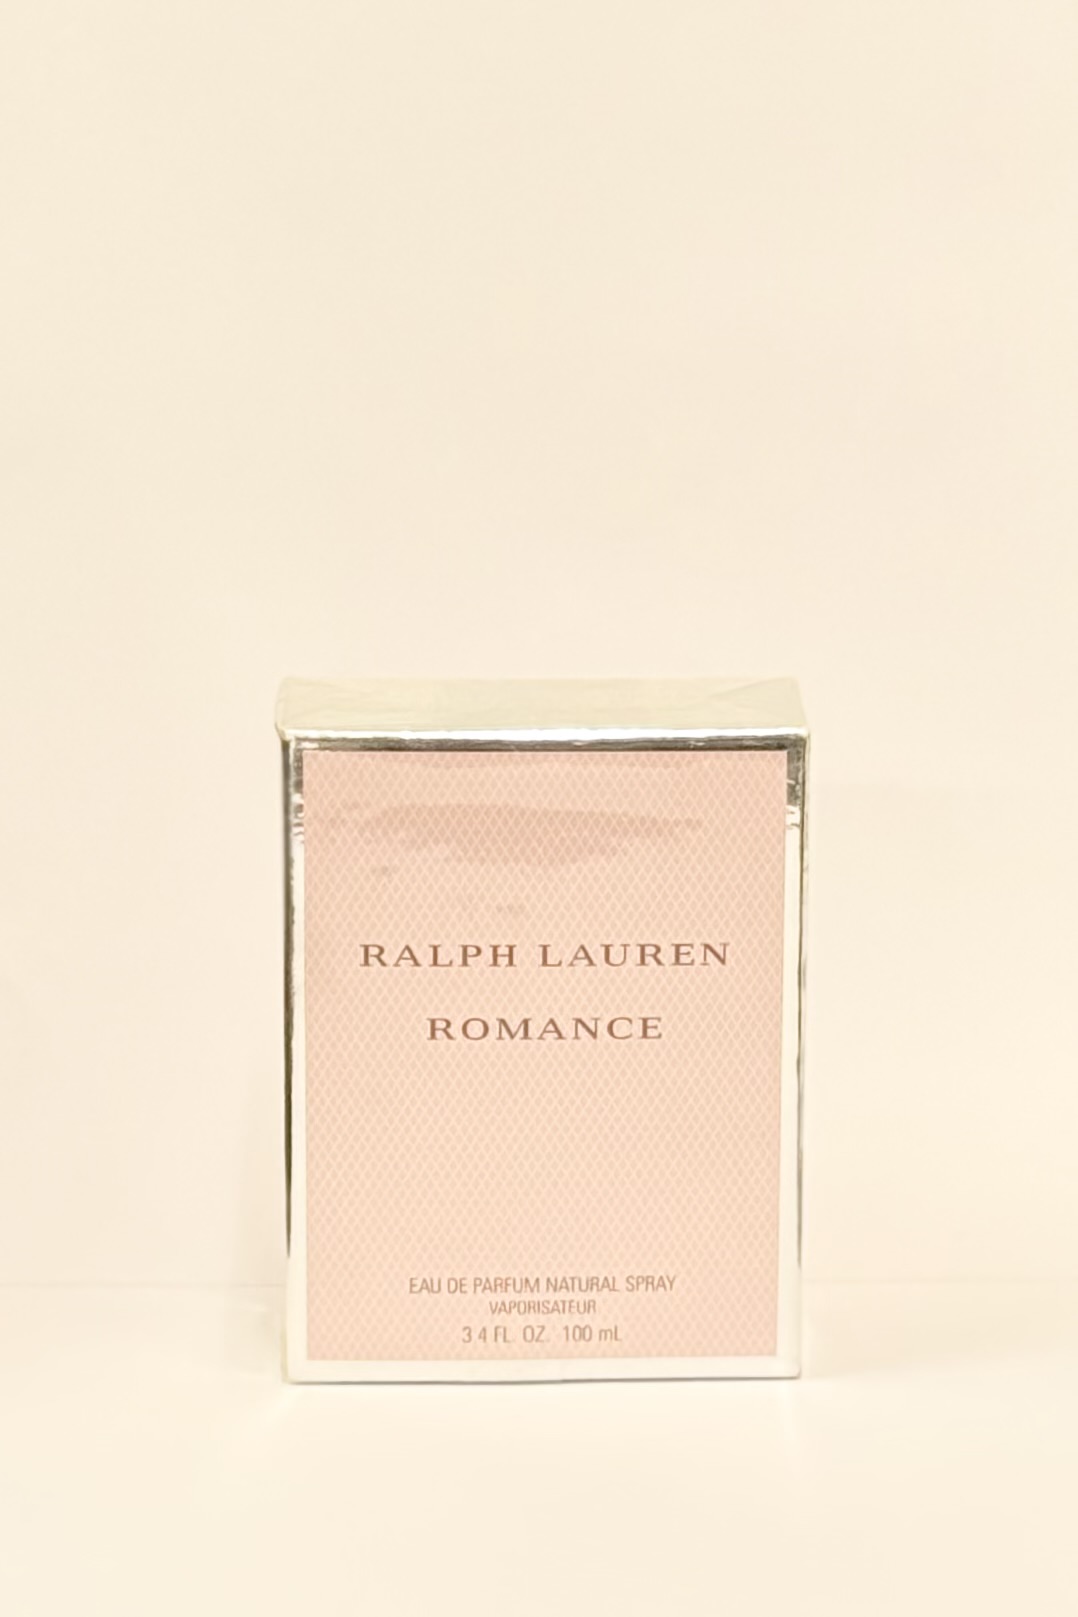 RALPH LAUREN
ROMANCE
EAU DE PARFUM NATURAL SPRAY
VAPORISATEUR
3 4 FL. OZ. 100 mL